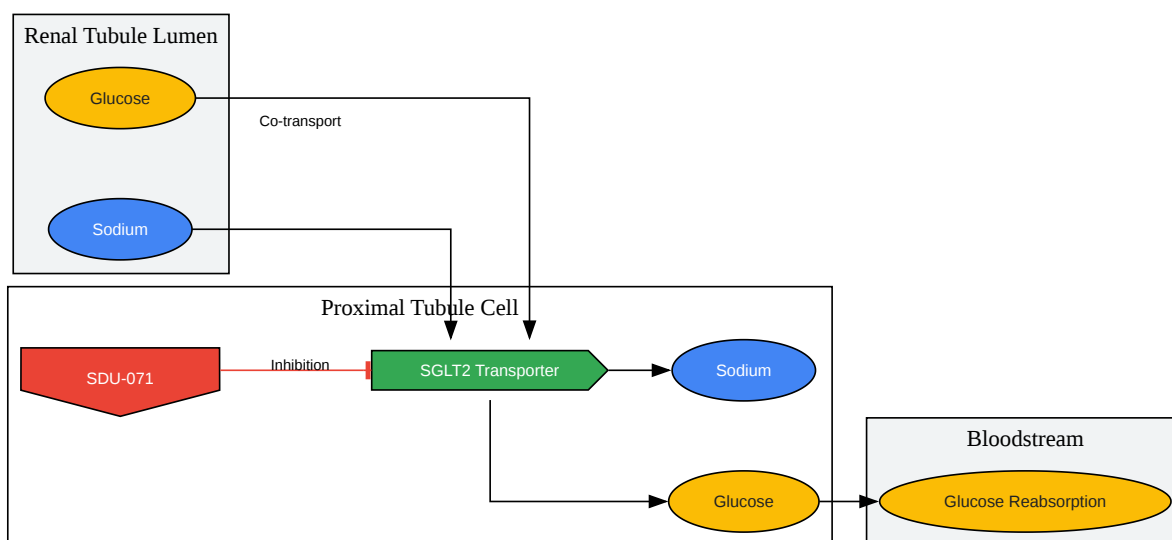 Renal Tubule Lumen
Glucose
Co-transport
Sodium
Proximal Tubule Cell
Inhibition
SDU-071
SGLT2 Transporter
Sodium
Bloodstream
Glucose
Glucose Reabsorption